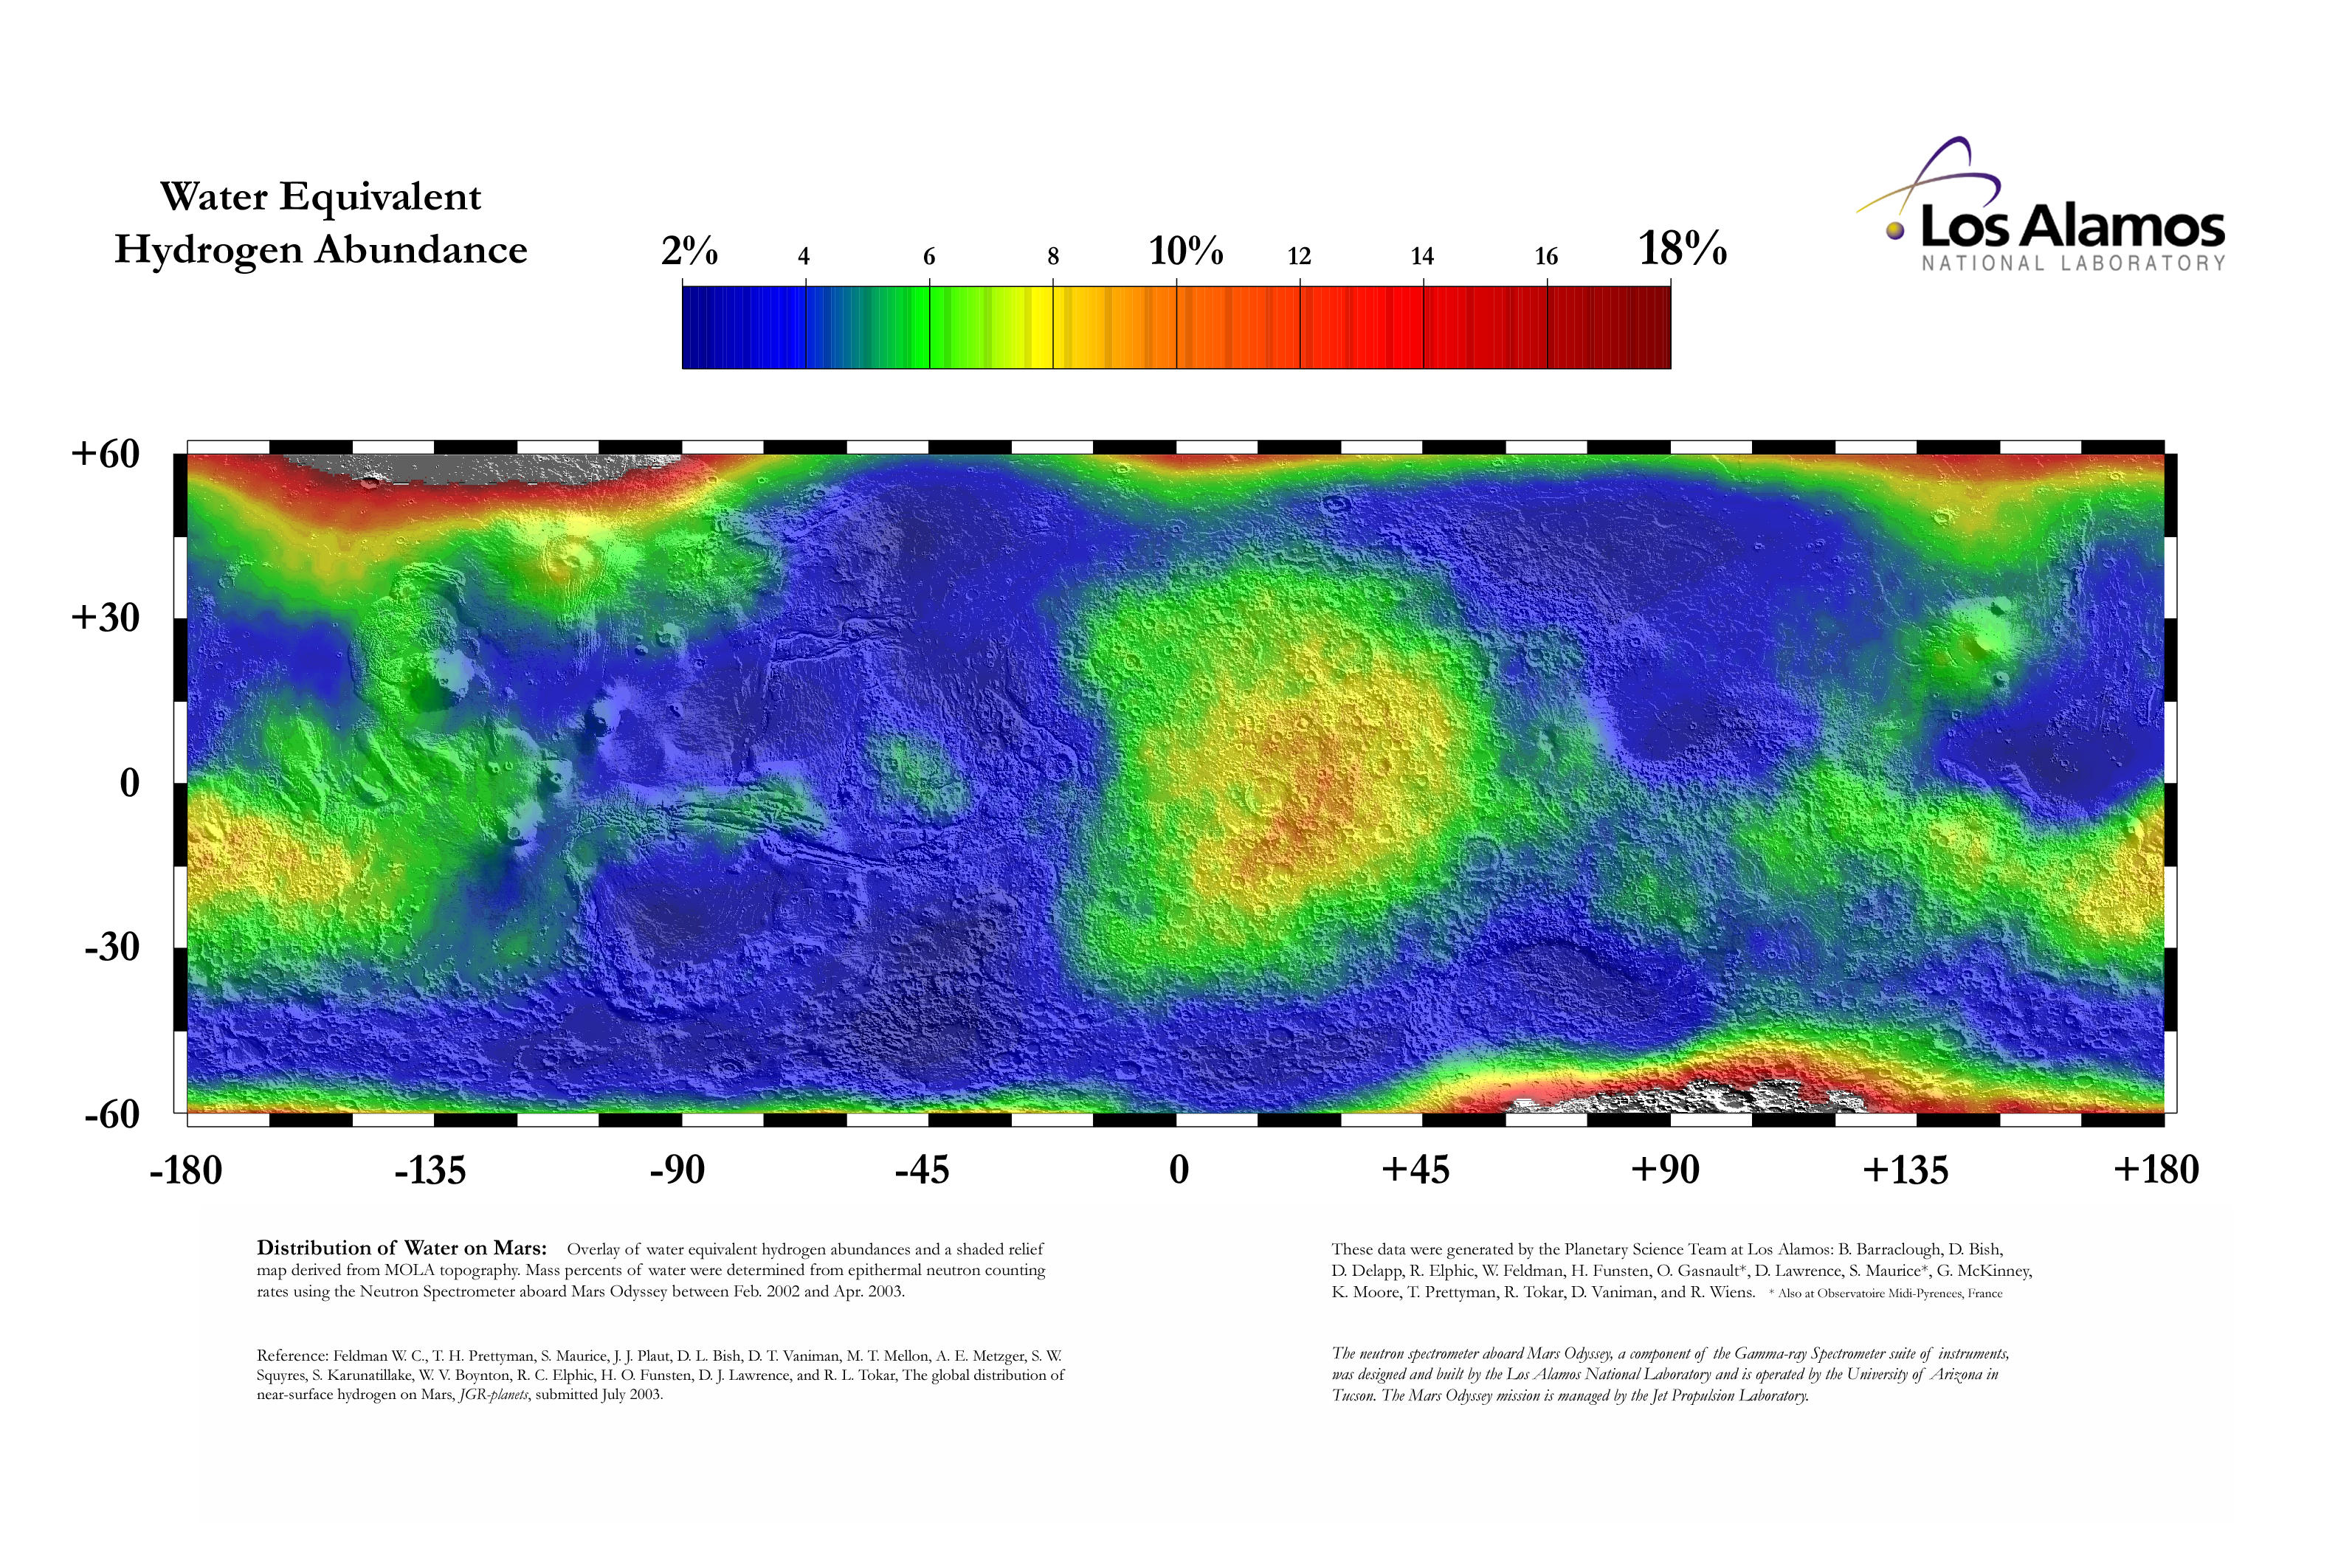 Water Equivalent
Hydrogen Abundance
2% 4 6 8 10% 12 14 16 18%
Los Alamos
NATIONAL LABORATORY
+60
+30
0
-30
-60
-180 -135 -90 -45 0 +45 +90 +135 +180
Distribution of Water on Mars: Overlay of water equivalent hydrogen abundances and a shaded relief
map derived from MOLA topography. Mass percents of water were determined from epithermal neutron counting
rates using the Neutron Spectrometer aboard Mars Odyssey between Feb. 2002 and Apr. 2003.
Reference: Feldman W. C., T. H. Prettyman, S. Maurice, J. J. Plaut, D. L. Bish, D. T. Vaniman, M. T. Mellon, A. E. Metzger, S. W.
Squyres, S. Karunatillake, W. V. Boynton, R. C. Elphic, H. O. Funsten, D. J. Lawrence, and R. L. Tokar, The global distribution of
near-surface hydrogen on Mars, JGR-planets, submitted July 2003.
These data were generated by the Planetary Science Team at Los Alamos: B. Barraclough, D. Bish,
D. Delapp, R. Elphic, W. Feldman, H. Funsten, O. Gasnault*, D. Lawrence, S. Maurice*, G. McKinney,
K. Moore, T. Prettyman, R. Tokar, D. Vaniman, and R. Wiens. * Also at Observatoire Midi-Pyrenees, France
The neutron spectrometer aboard Mars Odyssey, a component of the Gamma-ray Spectrometer suite of instruments,
was designed and built by the Los Alamos National Laboratory and is operated by the University of Arizona in
Tucson. The Mars Odyssey mission is managed by the Jet Propulsion Laboratory.